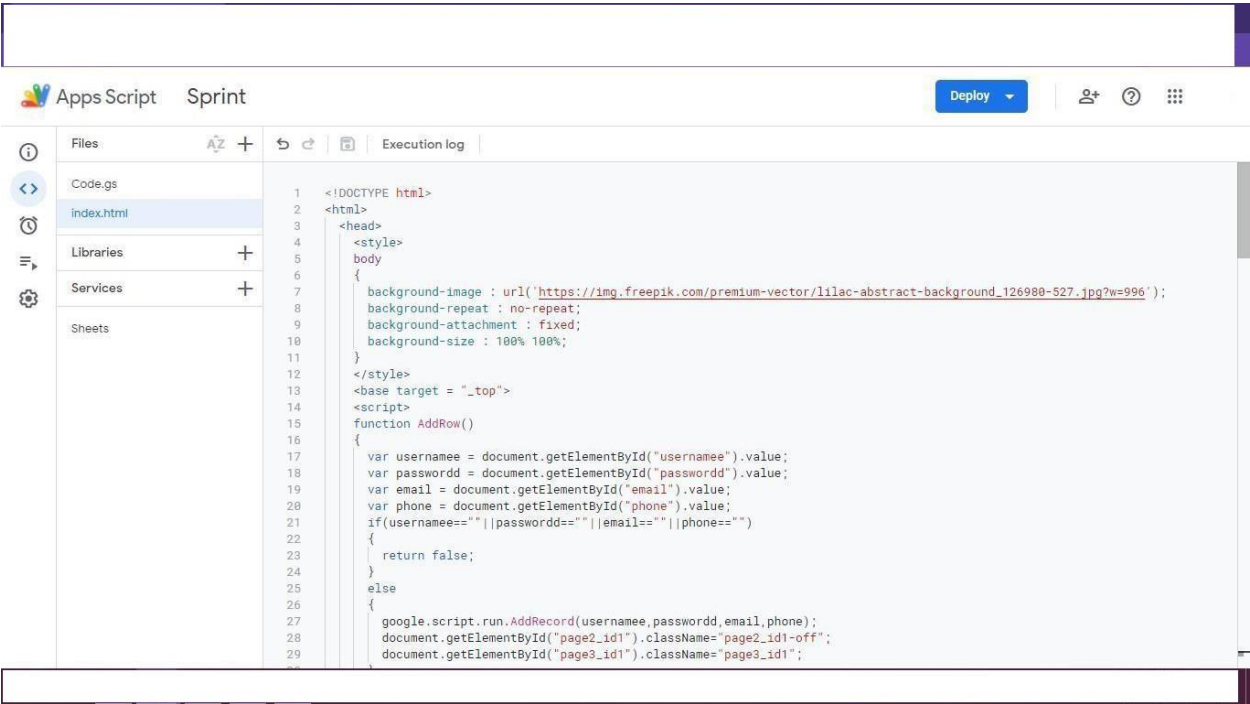 Apps Script Sprint Deploy
Files AZ Execution log
Code.gs
index.html
Libraries
Services
Sheets
1 <!DOCTYPE html>
2 <html>
3 <head>
4 <style>
5 body
6 {
7 background-image : url('https://img.freepik.com/premium-vector/lilac-abstract-background_126980-527.jpg?w=996');
8 background-repeat : no-repeat;
9 background-attachment : fixed;
10 background-size : 100% 100%;
11 }
12 </style>
13 <base target = "_top">
14 <script>
15 function AddRow()
16 {
17 var usernamee = document.getElementById("usernamee").value;
18 var passwordd = document.getElementById("passwordd").value;
19 var email = document.getElementById("email").value;
20 var phone = document.getElementById("phone").value;
21 if(usernamee==""||passwordd==""||email==""||phone=="")
22 {
23 return false;
24 }
25 else
26 {
27 google.script.run.AddRecord(usernamee,passwordd,email,phone);
28 document.getElementById("page2_id1").className="page2_id1-off";
29 document.getElementById("page3_id1").className="page3_id1";